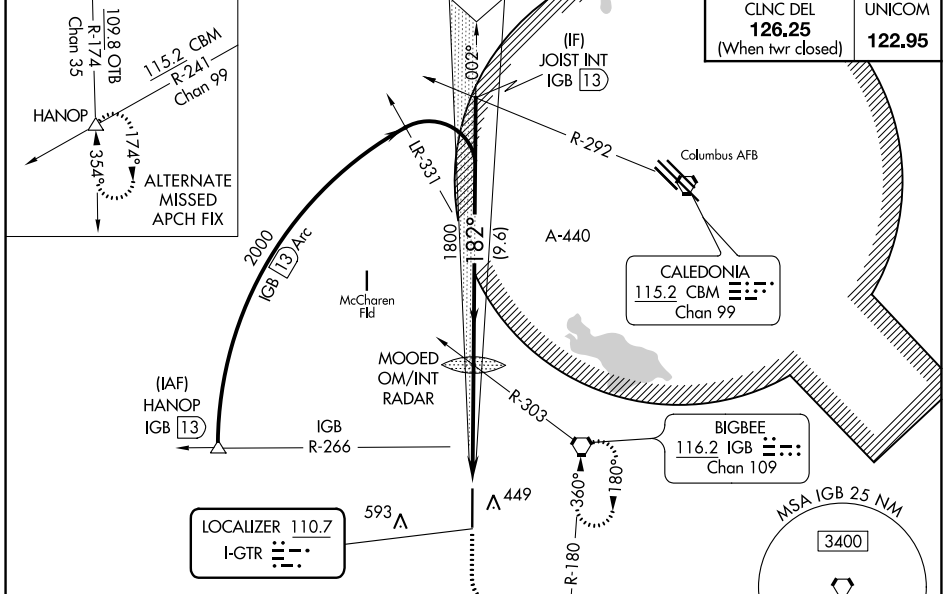 109.8 OTB
R-174
Chan 35
115.2 CBM
R-241
Chan 99
HANOP
174°
354°
ALTERNATE
MISSED
APCH FIX
CLNC DEL
126.25
(When twr closed)
UNICOM
122.95
002°
(IF)
JOIST INT
IGB 13
R-292
LR-331
Columbus AFB
2000
IGB 13 Arc
McCharen
Fld
1800
182°
(9.6)
A-440
CALEDONIA
115.2 CBM
Chan 99
MOOED
OM/INT
RADAR
R-303
(IAF)
HANOP
IGB 13
IGB
R-266
BIGBEE
116.2 IGB
Chan 109
360°
180°
R-180
593
449
LOCALIZER 110.7
I-GTR
MSA IGB 25 NM
3400